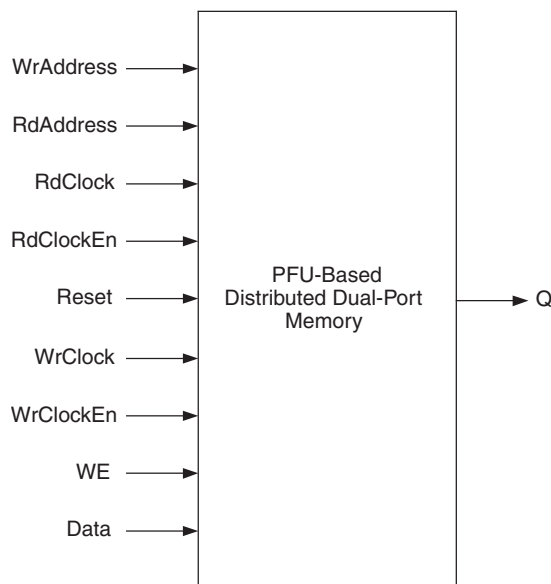 WrAddress
RdAddress
RdClock
RdClockEn
Reset
WrClock
WrClockEn
WE
Data
PFU-Based
Distributed Dual-Port
Memory
Q